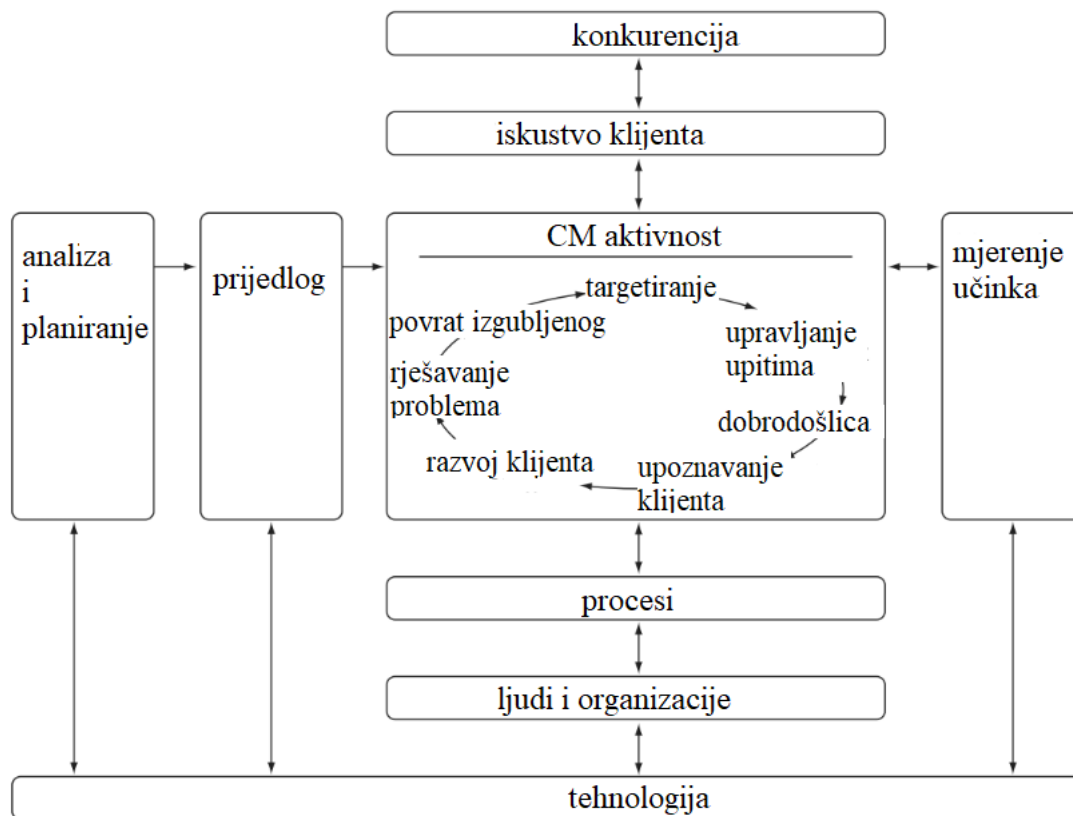 konkurencija
iskustvo klijenta
analiza
i
planiranje
prijedlog
CM aktivnost
targetiranje
povrat izgubljenog
upravljanje
upitima
rješavanje
problema
dobrodošlica
razvoj klijenta
upoznavanje
klijenta
mjerenje
učinka
procesi
ljudi i organizacije
tehnologija